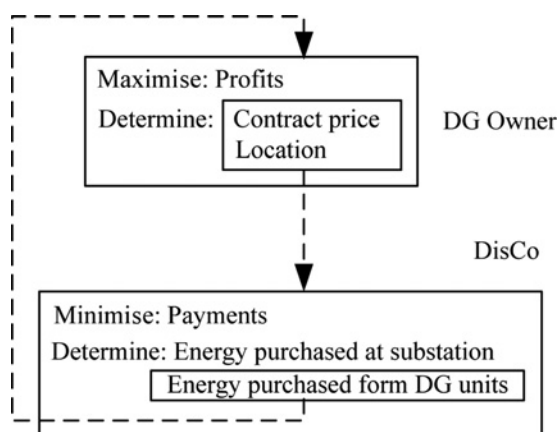 Maximise: Profits
Determine: Contract price
Location
DG Owner
DisCo
Minimise: Payments
Determine: Energy purchased at substation
Energy purchased form DG units